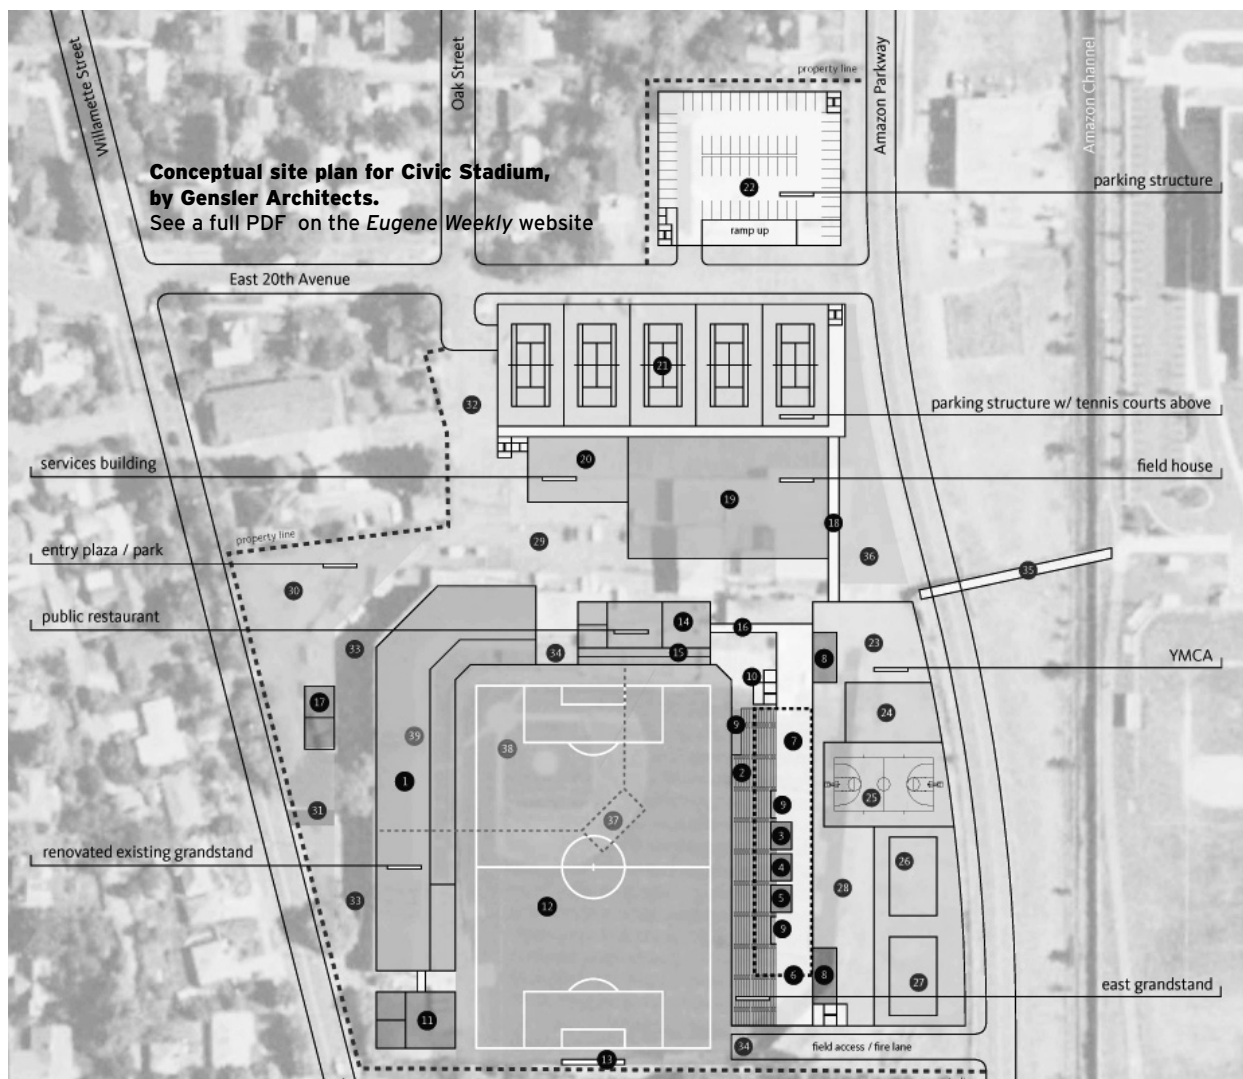 Willamette Street
Oak Street
Amazon Parkway
Amazon Channel
property line
Conceptual site plan for Civic Stadium,
by Gensler Architects.
See a full PDF on the Eugene Weekly website
22
parking structure
ramp up
East 20th Avenue
21
32
parking structure w/ tennis courts above
services building
20
field house
19
18
property line
29
entry plaza / park
36
35
30
public restaurant
14
16
23
33
34
15
8
YMCA
10
17
24
9
39
38
7
2
1
25
31
9
37
3
renovated existing grandstand
4
26
28
5
33
12
9
6
8
27
east grandstand
11
34
field access / fire lane
13